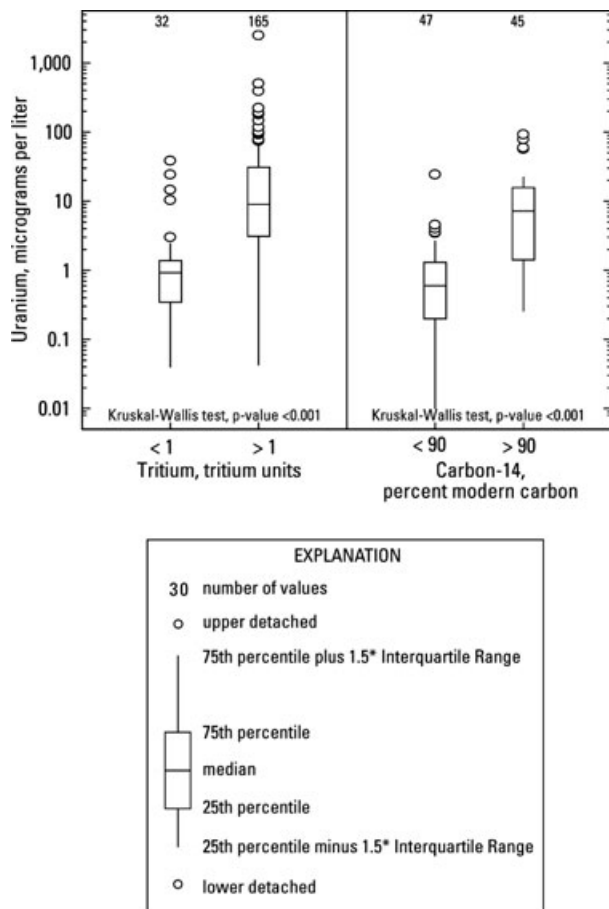 32 165 47 45
1,000
100
10
1
0.1
0.01
Uranium, micrograms per liter
Kruskal-Wallis test, p-value <0.001 Kruskal-Wallis test, p-value <0.001
< 1 > 1 < 90 > 90
Tritium, tritium units Carbon-14,
percent modern carbon
EXPLANATION
30 number of values
upper detached
75th percentile plus 1.5* Interquartile Range
75th percentile
median
25th percentile
25th percentile minus 1.5* Interquartile Range
lower detached